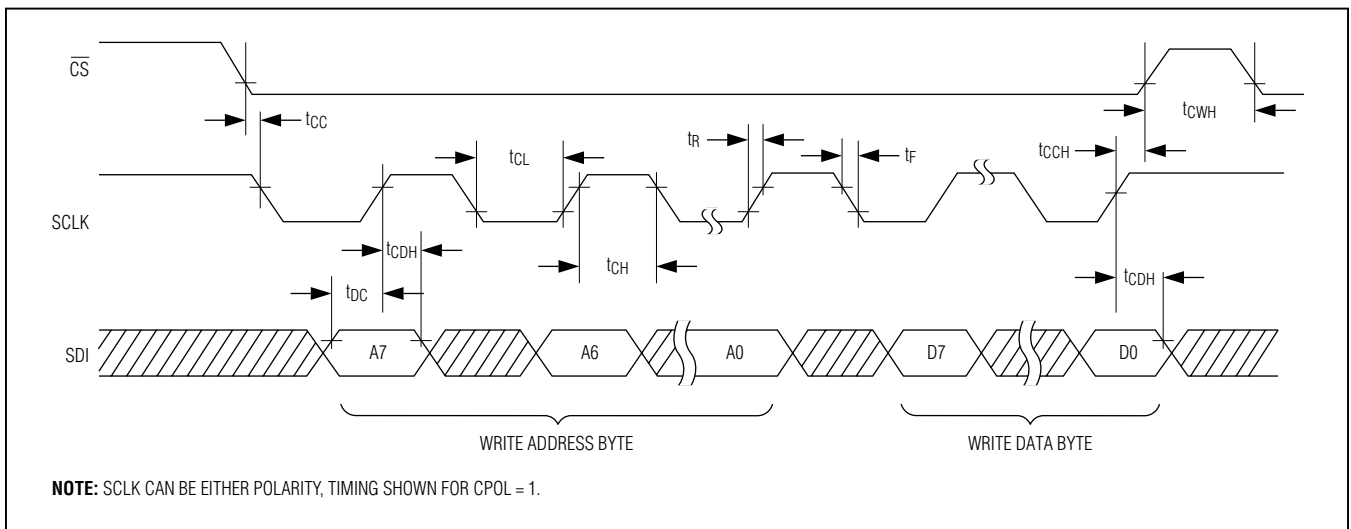 CS
tCC
tCWH
tCCH
tCL
tR
tF
SCLK
tCDH
tCH
tCDH
tDC
SDI
A7
A6
A0
D7
D0
WRITE ADDRESS BYTE
WRITE DATA BYTE
NOTE: SCLK CAN BE EITHER POLARITY, TIMING SHOWN FOR CPOL = 1.